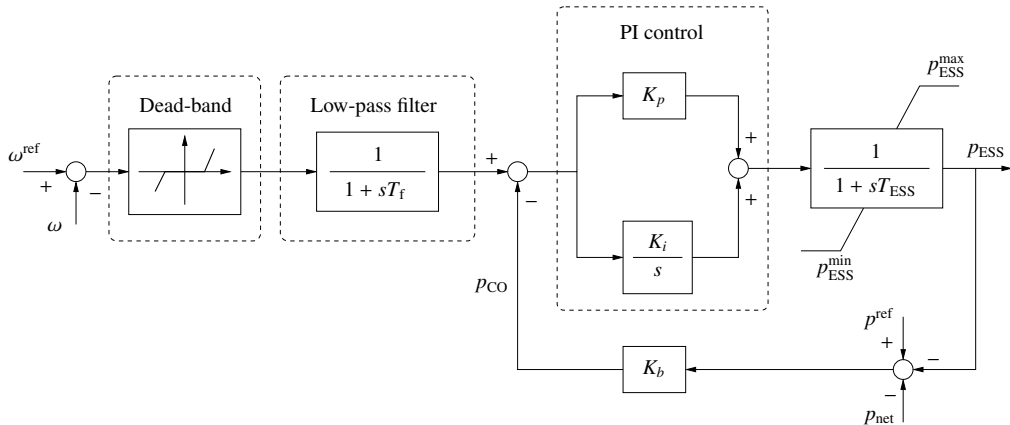 PI control
p_ESS^max
Dead-band
Low-pass filter
K_p
ω^ref
+
−
ω
1
1 + sT_f
+
−
+
+
1
1 + sT_ESS
p_ESS
K_i
s
p_ESS^min
p_CO
p^ref
+
−
K_b
−
p_net